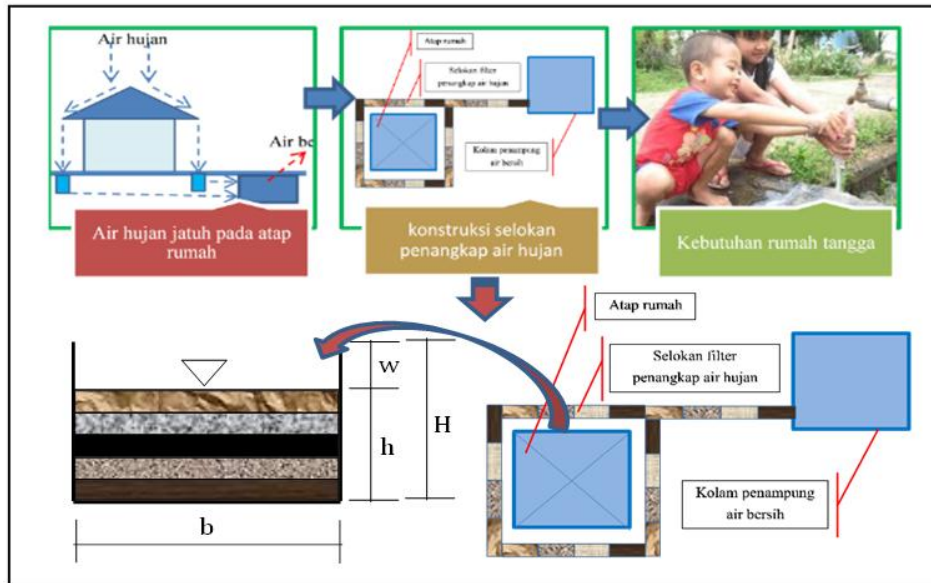 Air hujan
Air be
Air hujan jatuh pada atap
rumah
Atap rumah
Selokan filter
penangkap air hujan
Kolam penampung
air bersih
konstruksi selokan
penangkap air hujan
Kebutuhan rumah tangga
Atap rumah
Selokan filter
penangkap air hujan
Kolam penampung
air bersih
w
h
H
b